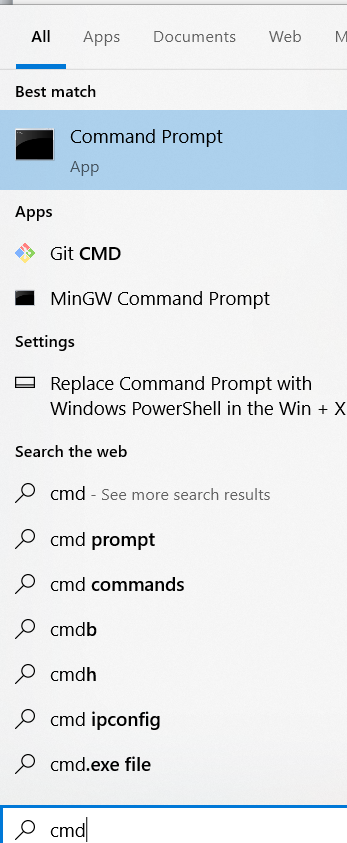 All Apps Documents Web M
Best match
Command Prompt
App
Apps
Git CMD
MinGW Command Prompt
Settings
Replace Command Prompt with
Windows PowerShell in the Win + X
Search the web
cmd - See more search results
cmd prompt
cmd commands
cmdb
cmdh
cmd ipconfig
cmd.exe file
cmd